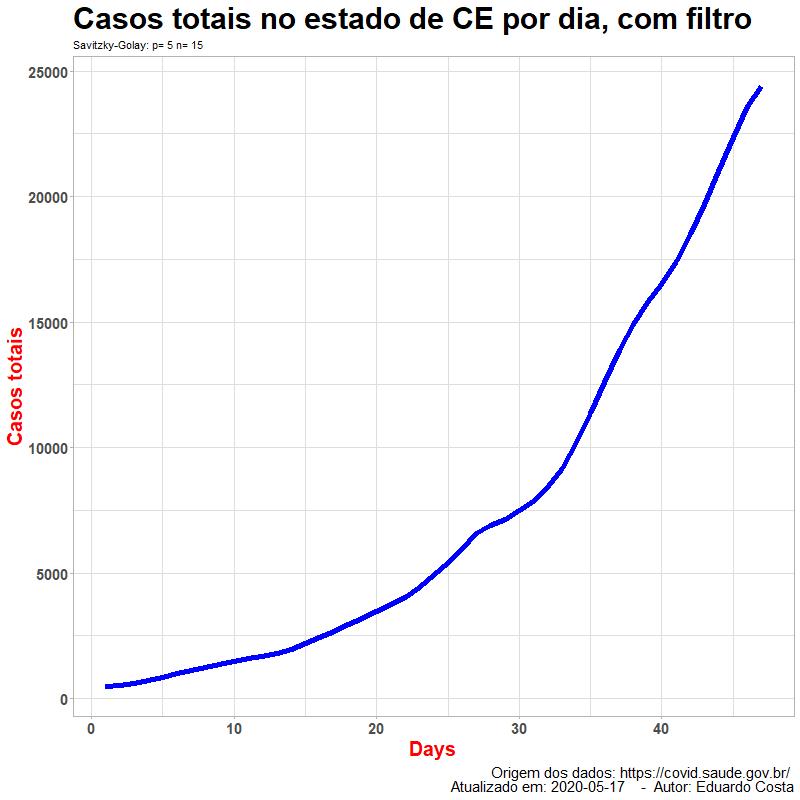 Casos totais no estado de CE por dia, com filtro
Savitzky-Golay: p= 5 n= 15
25000
20000
15000
10000
5000
0
Casos totais
0 10 20 30 40
Days
Origem dos dados: https://covid.saude.gov.br/
Atualizado em: 2020-05-17 - Autor: Eduardo Costa